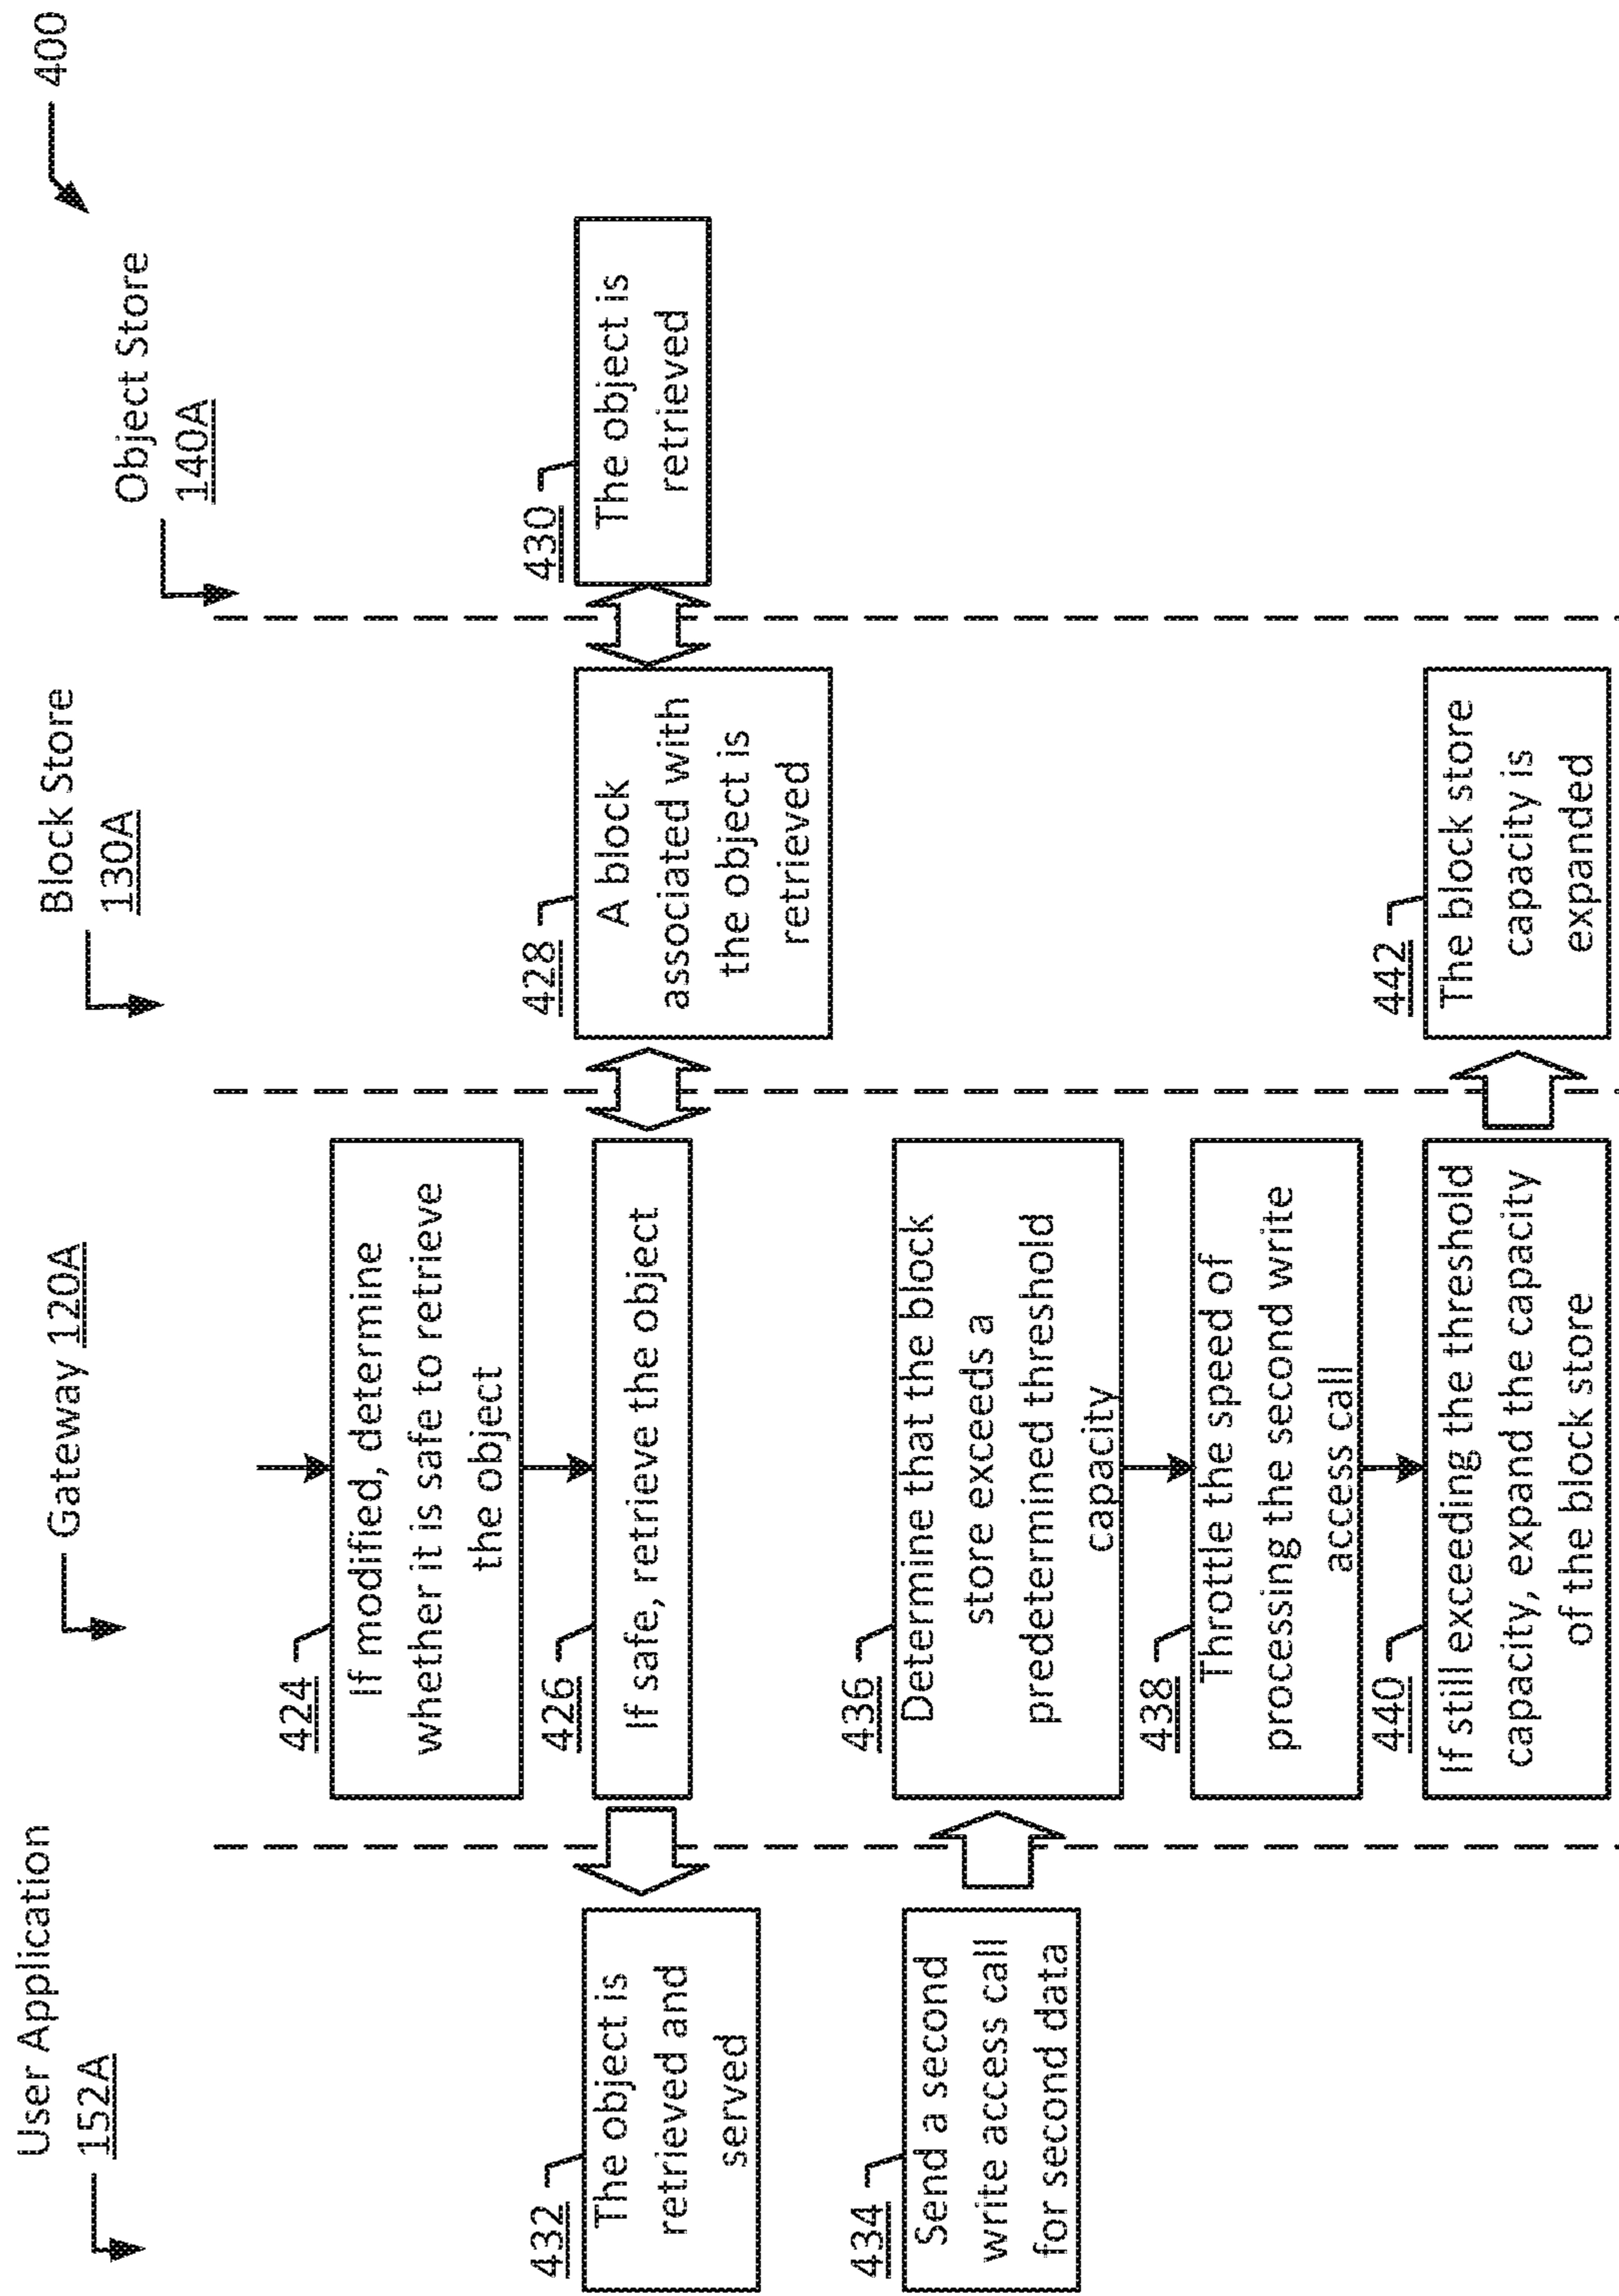 400
User Application
152A
Gateway 120A
Block Store
130A
Object Store
140A
424
If modified, determine
whether it is safe to retrieve
the object
426
If safe, retrieve the object
428
A block
associated with
the object is
retrieved
430
The object is
retrieved
432
The object is
retrieved and
served
434
Send a second
write access call
for second data
436
Determine that the block
store exceeds a
predetermined threshold
capacity
438
Throttle the speed of
processing the second write
access call
440
If still exceeding the threshold
capacity, expand the capacity
of the block store
442
The block store
capacity is
expanded